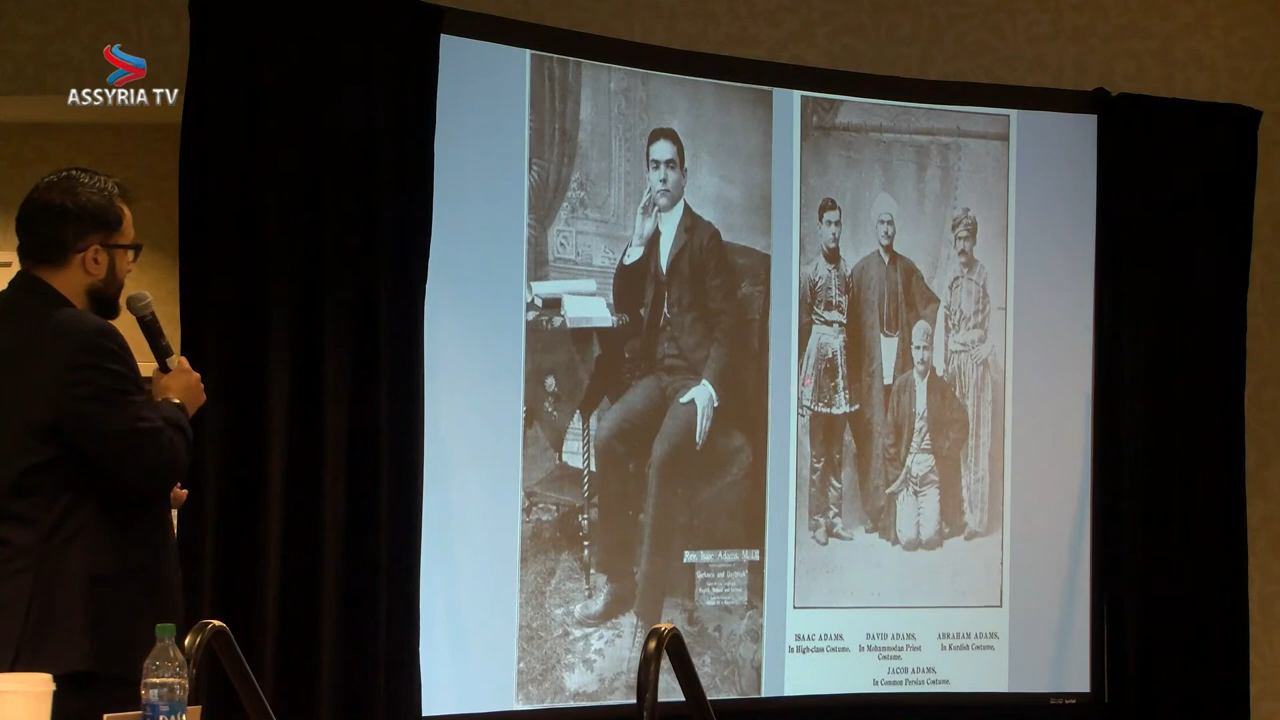 ASSYRIA TV
Rev. Isaac Adams, M.D.
ISAAC ADAMS,
In High-class Costume.
DAVID ADAMS,
In Mohammodan Priest
Costume.
ABRAHAM ADAMS,
In Kurdish Costume,
JACOB ADAMS,
In Common Persian Costume.